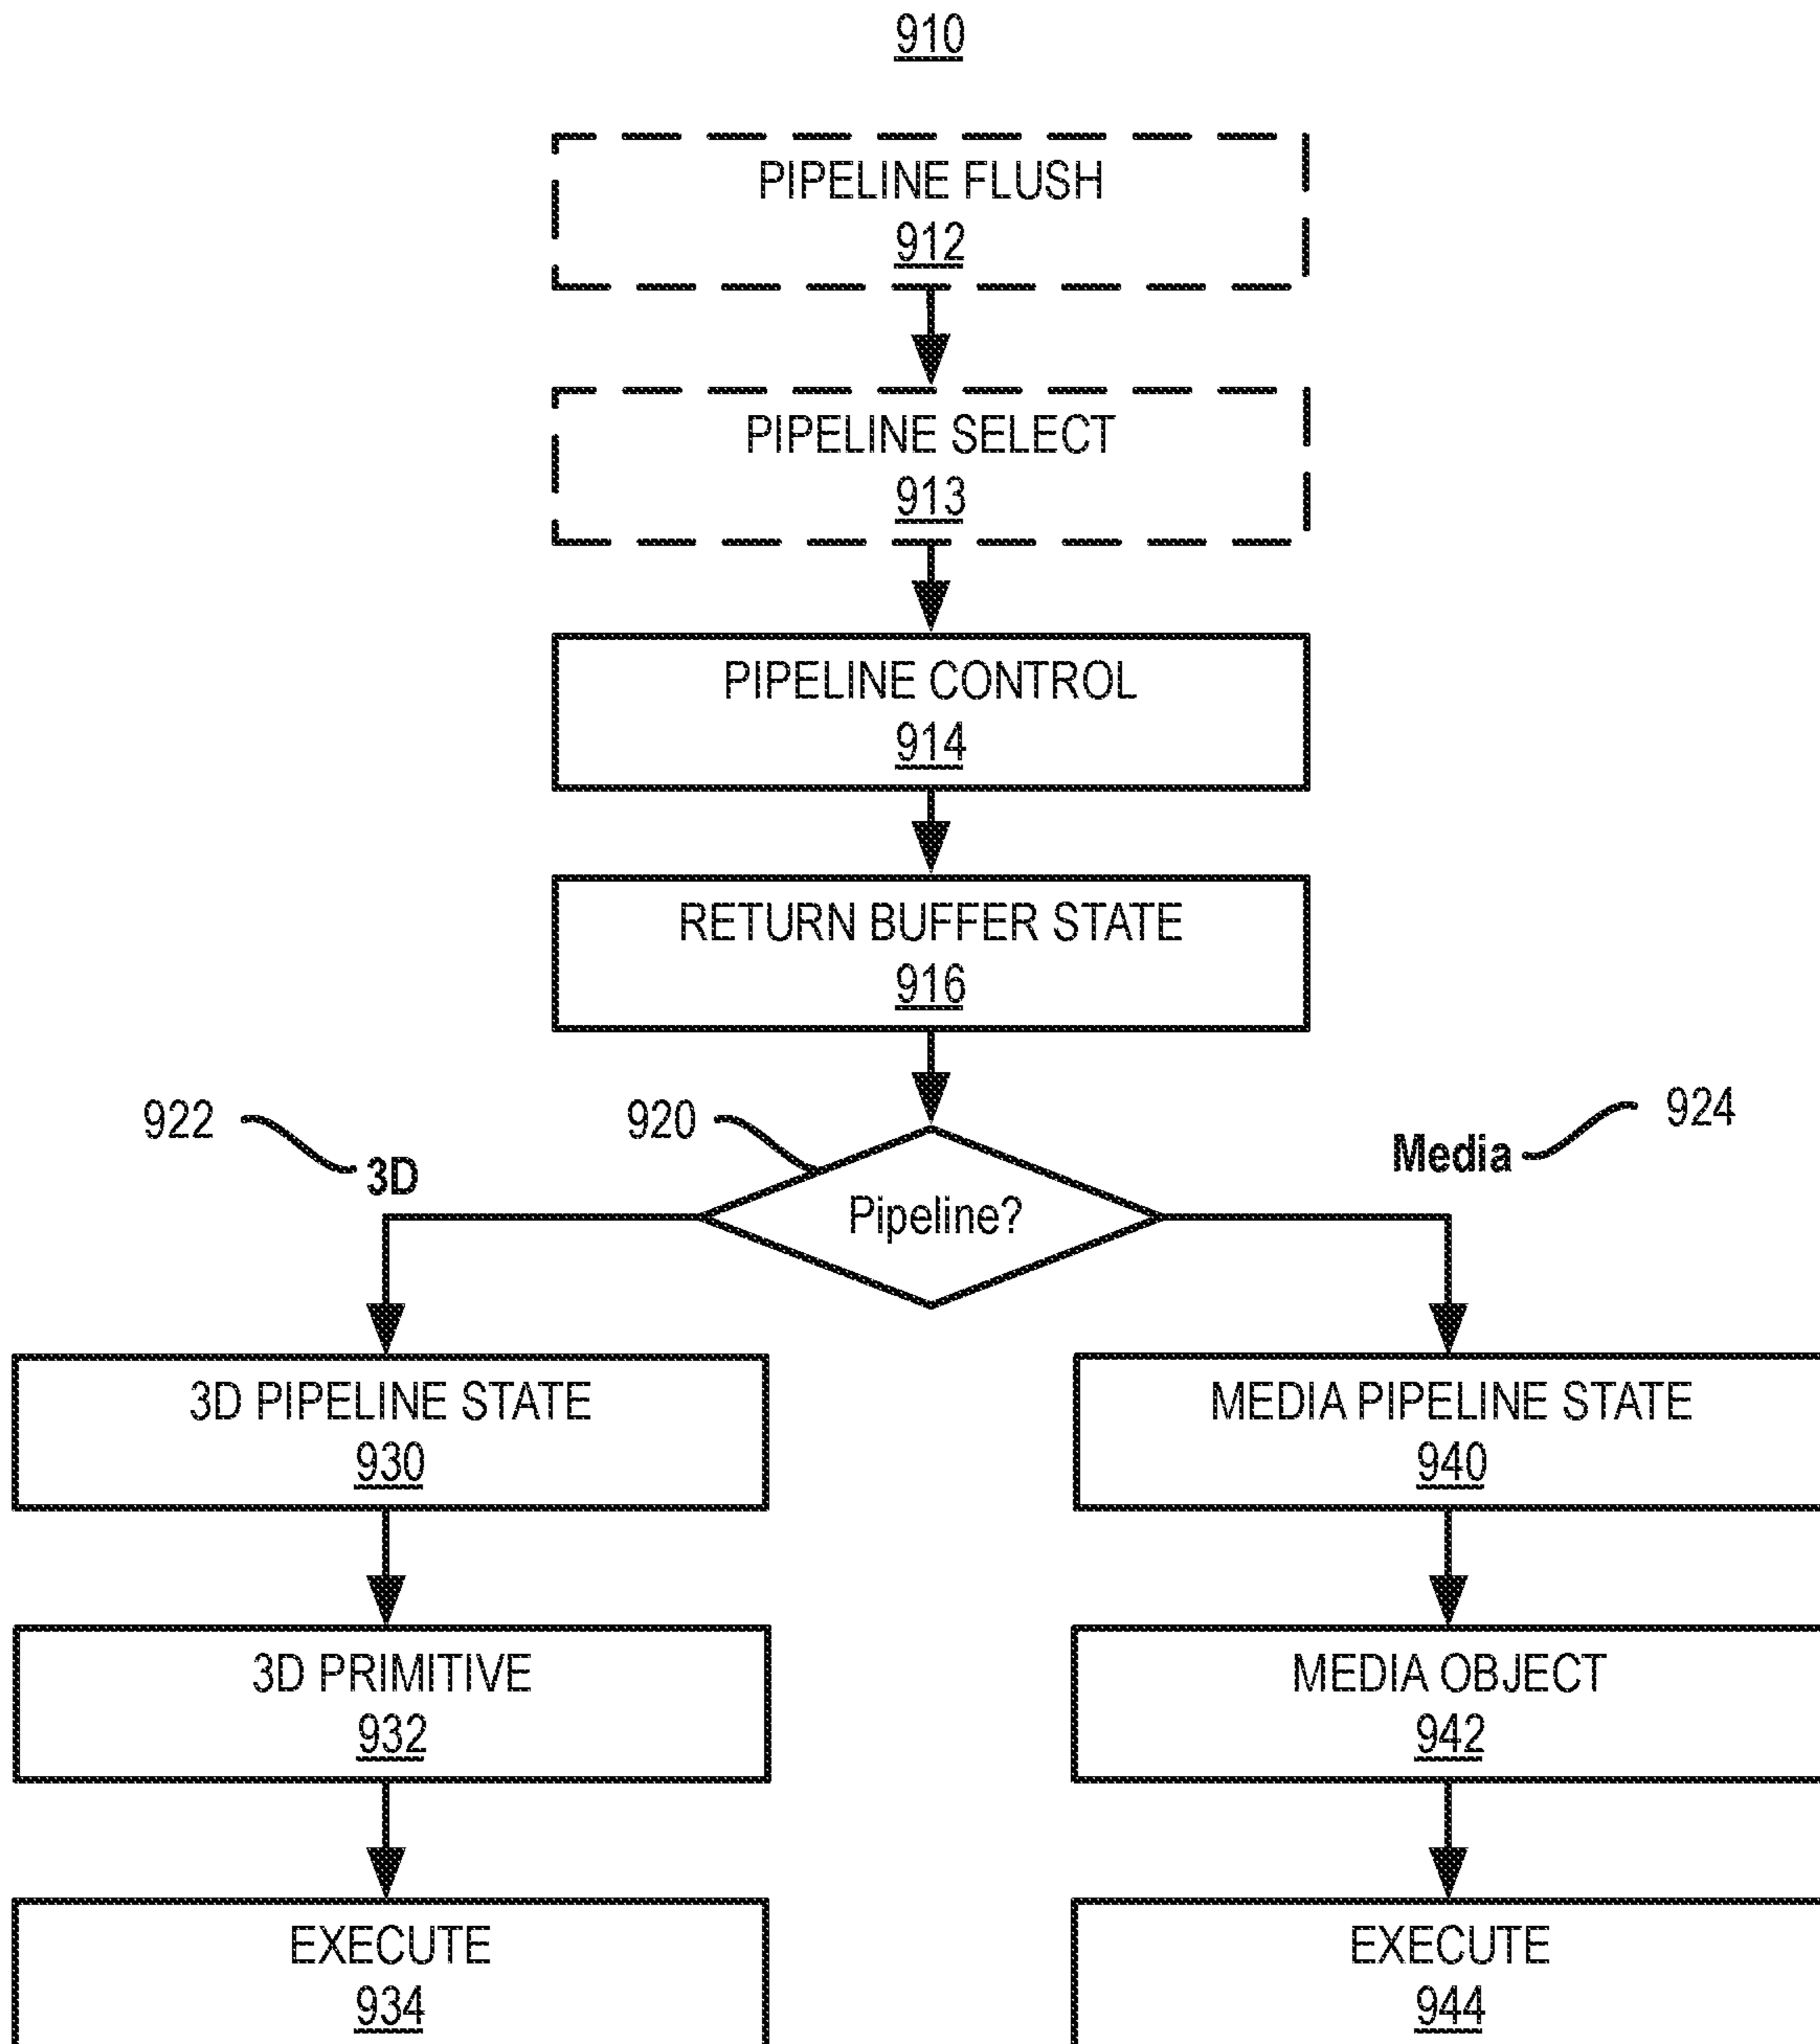 910
PIPELINE FLUSH
912
PIPELINE SELECT
913
PIPELINE CONTROL
914
RETURN BUFFER STATE
916
922
920
924
3D
Media
Pipeline?
3D PIPELINE STATE
930
MEDIA PIPELINE STATE
940
3D PRIMITIVE
932
MEDIA OBJECT
942
EXECUTE
934
EXECUTE
944